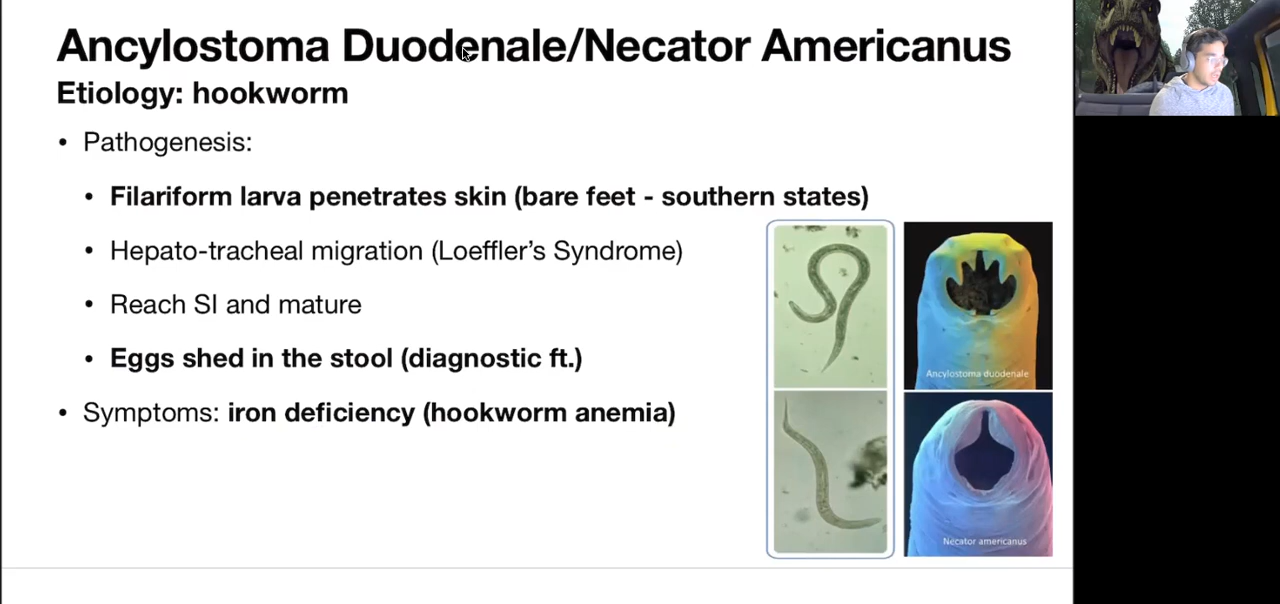 Ancylostoma Duodenale/Necator Americanus
Etiology: hookworm
• Pathogenesis:
• Filariform larva penetrates skin (bare feet - southern states)
• Hepato-tracheal migration (Loeffler's Syndrome)
• Reach SI and mature
• Eggs shed in the stool (diagnostic ft.)
• Symptoms: iron deficiency (hookworm anemia)
Ancylostoma duodenale
Necator americanus